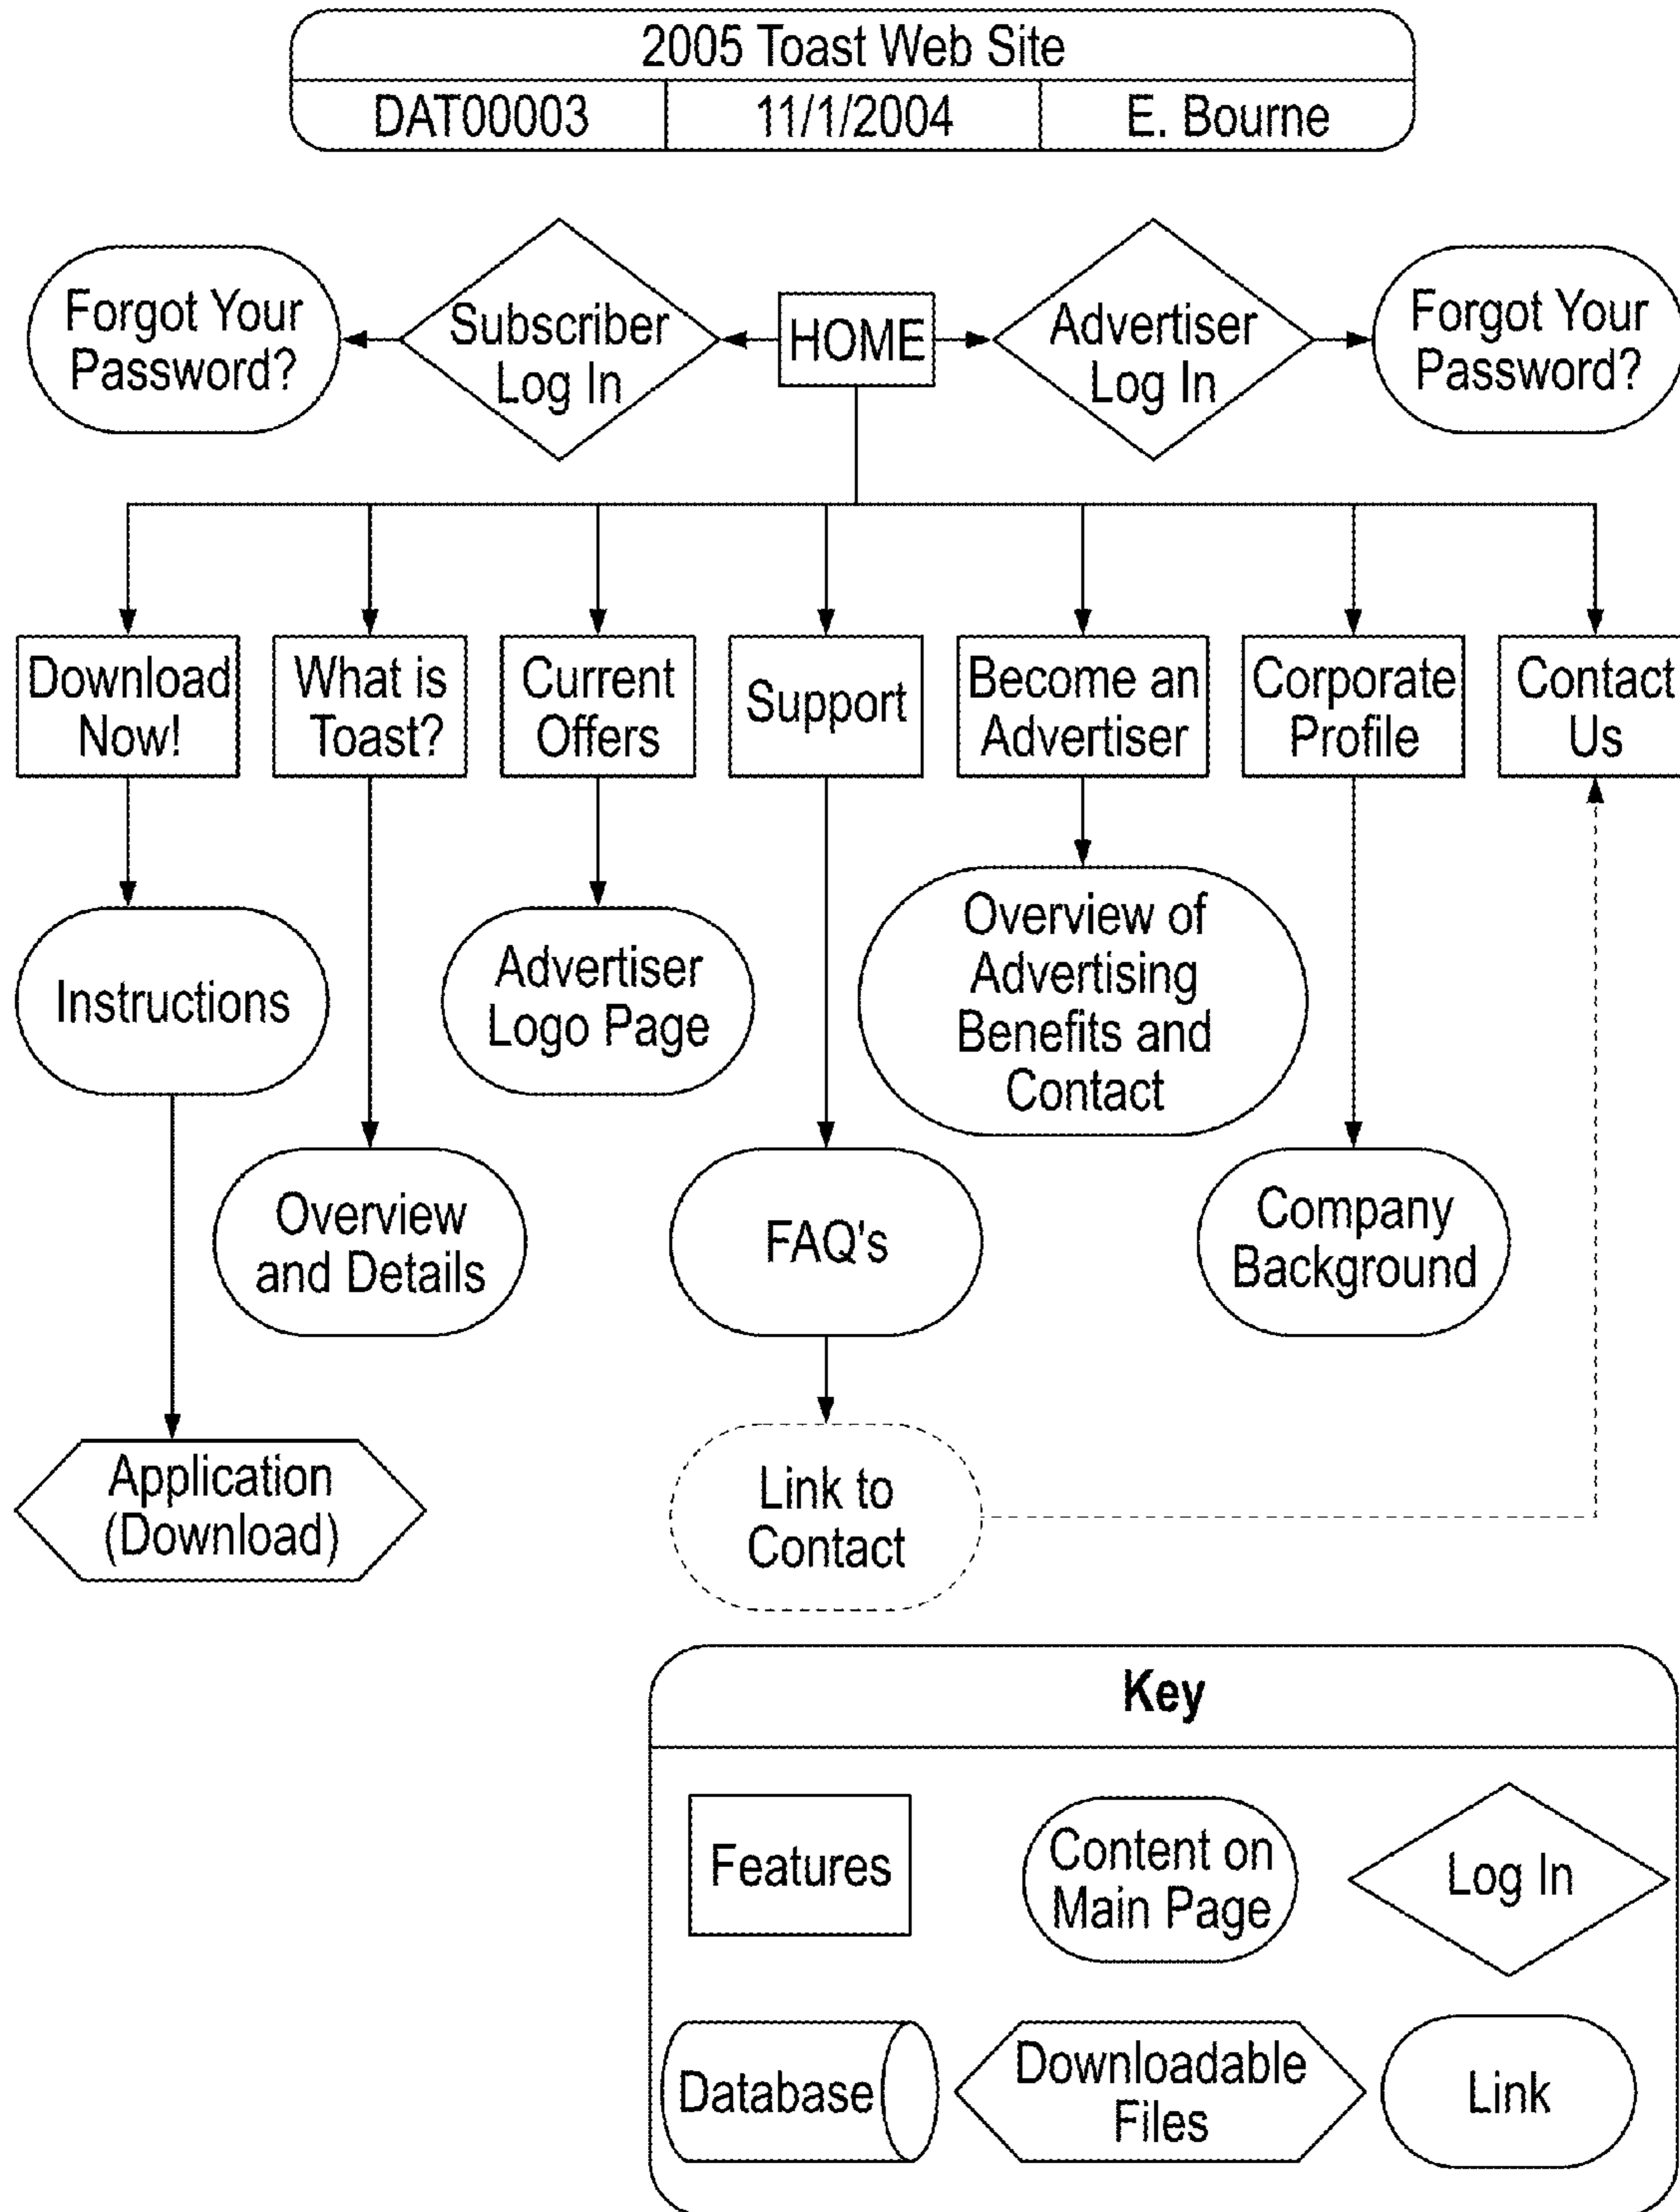 2005 Toast Web Site
DAT00003
11/1/2004
E. Bourne
Forgot Your
Password?
Subscriber
Log In
HOME
Advertiser
Log In
Forgot Your
Password?
Download
Now!
What is
Toast?
Current
Offers
Support
Become an
Advertiser
Corporate
Profile
Contact
Us
Instructions
Advertiser
Logo Page
Overview of
Advertising
Benefits and
Contact
Overview
and Details
FAQ's
Company
Background
Application
(Download)
Link to
Contact
Key
Features
Content on
Main Page
Log In
Database
Downloadable
Files
Link